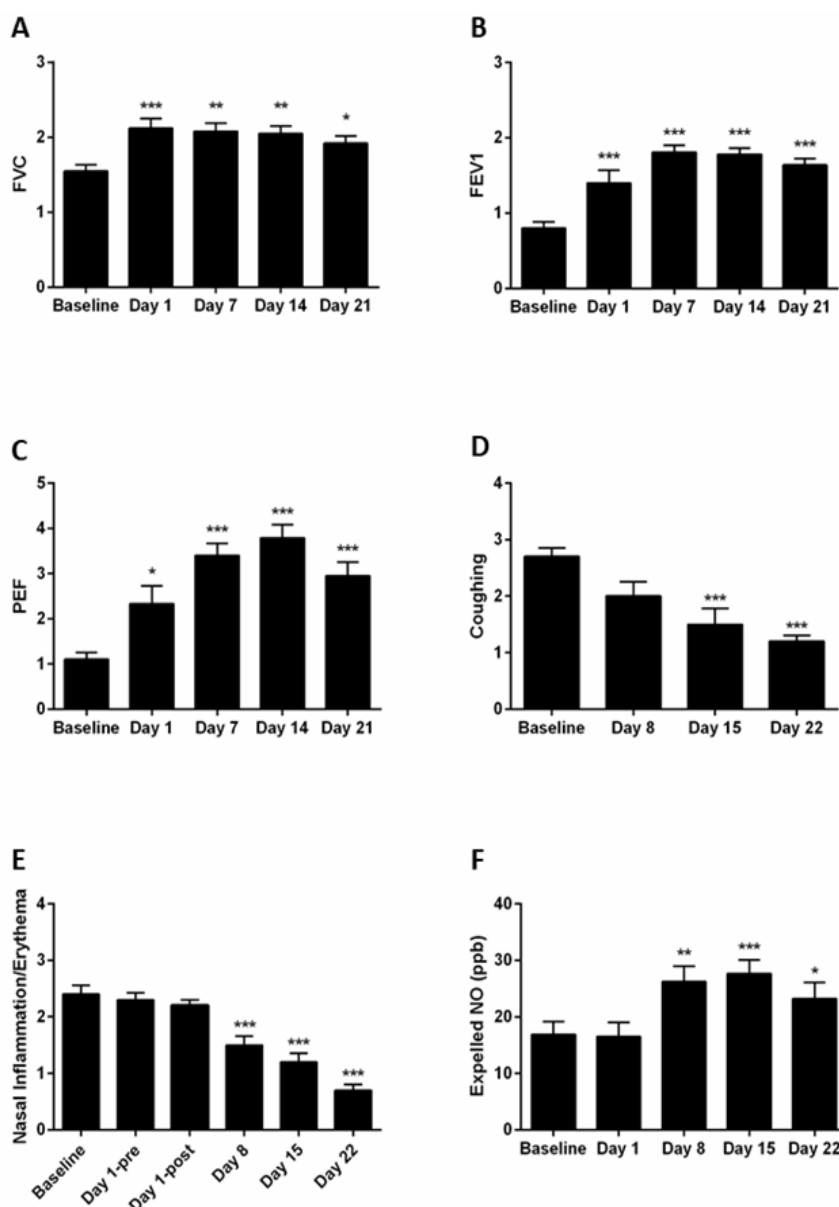 A
FVC
3
2
1
0
***
**
**
*
Baseline Day 1 Day 7 Day 14 Day 21
B
FEV1
3
2
1
0
***
***
***
***
Baseline Day 1 Day 7 Day 14 Day 21
C
PEF
5
4
3
2
1
0
*
***
***
***
Baseline Day 1 Day 7 Day 14 Day 21
D
Coughing
4
3
2
1
0
***
***
Baseline Day 8 Day 15 Day 22
E
Nasal Inflammation/Erythema
4
3
2
1
0
***
***
***
Baseline Day 1-pre Day 1-post Day 8 Day 15 Day 22
F
Expelled NO (ppb)
40
30
20
10
0
**
***
*
Baseline Day 1 Day 8 Day 15 Day 22